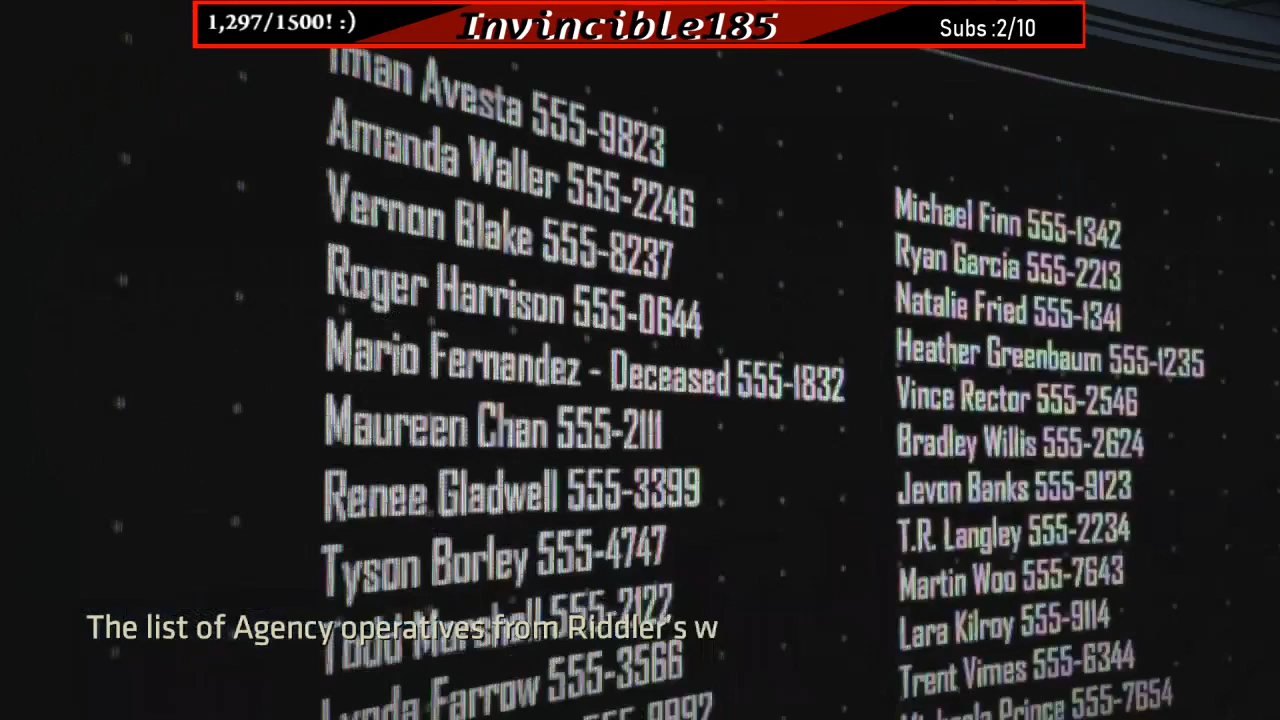 1,297/1500! :)
Invincible185
Subs :2/10
Iman Avesta 555-9823
Amanda Waller 555-2246
Vernon Blake 555-8237
Roger Harrison 555-0644
Mario Fernandez - Deceased 555-1832
Maureen Chan 555-2111
Renee Gladwell 555-3399
Tyson Borley 555-4747
Todd Marshall 555-2122
Lynda Farrow 555-3566
Michael Finn 555-1342
Ryan Garcia 555-2213
Natalie Fried 555-1341
Heather Greenbaum 555-1235
Vince Rector 555-2546
Bradley Willis 555-2624
Jevon Banks 555-9123
T.R. Langley 555-2234
Martin Woo 555-7643
Lara Kilroy 555-9114
Trent Vimes 555-6344
Michaela Prince 555-7654
The list of Agency operatives from Riddler's w